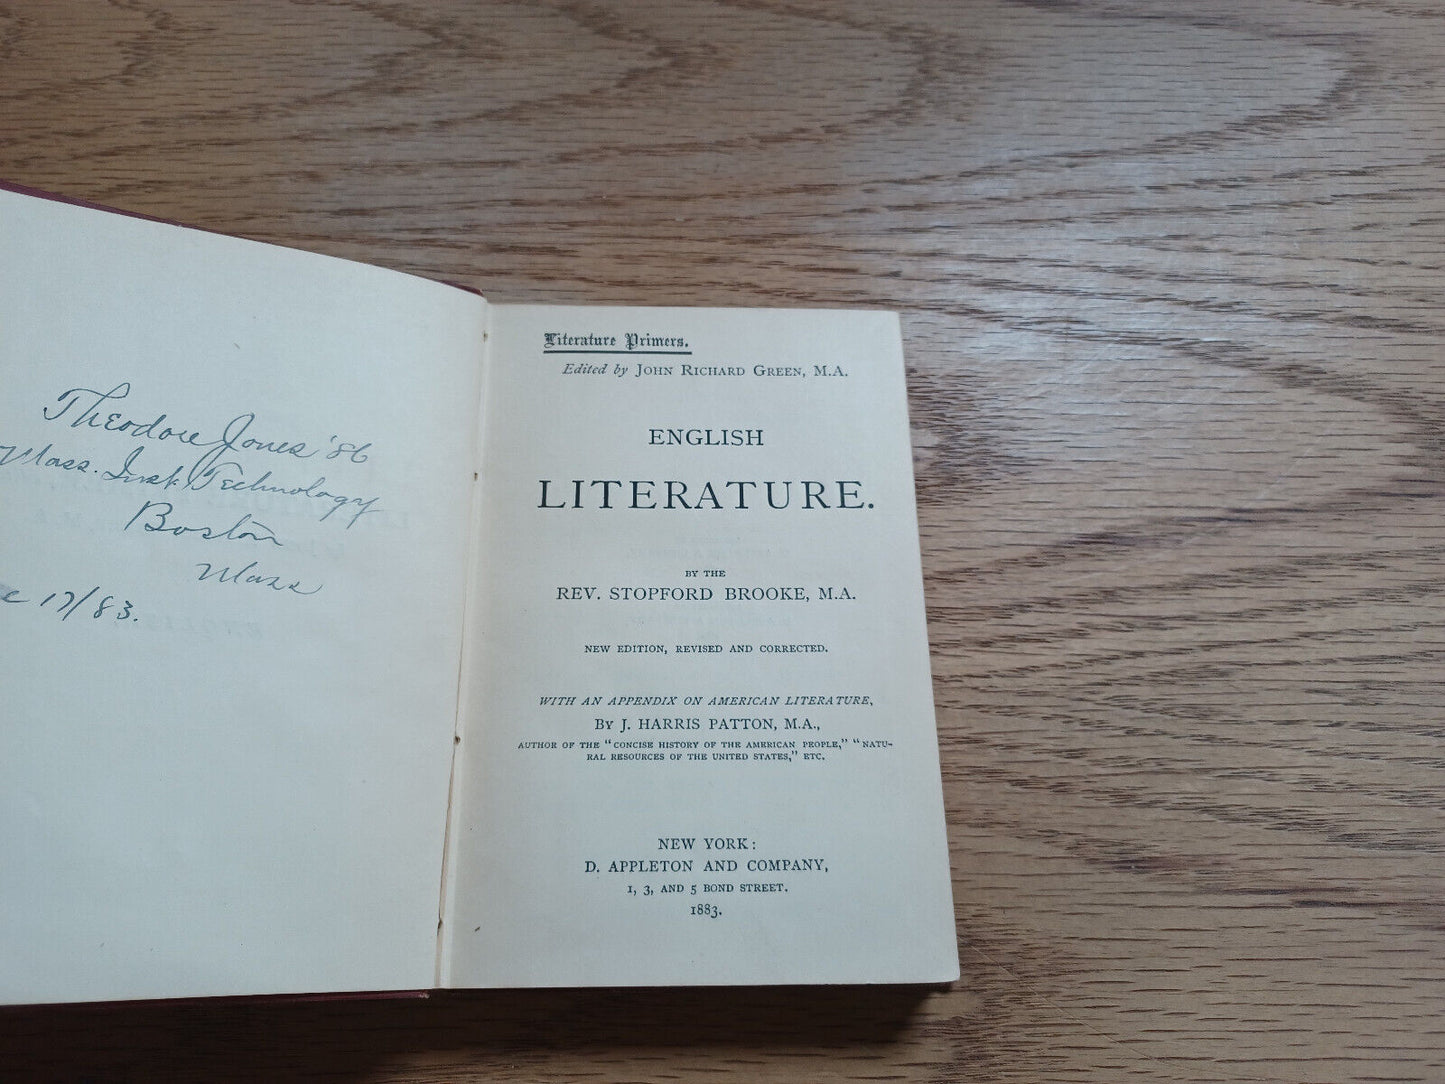 Theodore Jones '86
Mass. Inst. Technology
Boston
Mass
17/83.
Literature Primers.
Edited by JOHN RICHARD GREEN, M.A.
ENGLISH
LITERATURE.
BY THE
REV. STOPFORD BROOKE, M.A.
NEW EDITION, REVISED AND CORRECTED.
WITH AN APPENDIX ON AMERICAN LITERATURE,
BY J. HARRIS PATTON, M.A.,
AUTHOR OF THE "CONCISE HISTORY OF THE AMERICAN PEOPLE," "NATU-
RAL RESOURCES OF THE UNITED STATES," ETC.
NEW YORK:
D. APPLETON AND COMPANY,
1, 3, AND 5 BOND STREET.
1883.